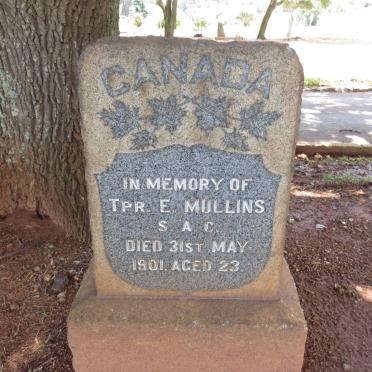 CANADA
IN MEMORY OF
TPR. E. MULLINS
S A C
DIED 31ST MAY
1901. AGED 23